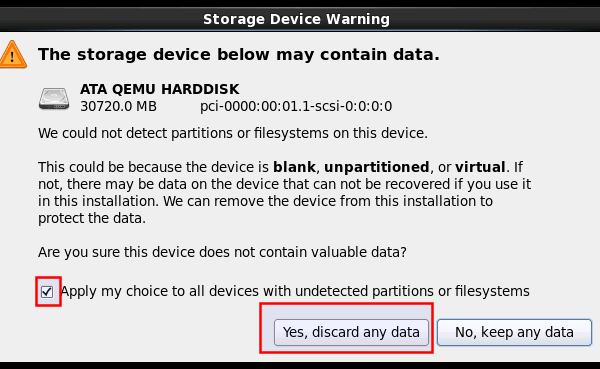 Storage Device Warning
The storage device below may contain data.
ATA QEMU HARDDISK
30720.0 MB pci-0000:00:01.1-scsi-0:0:0:0
We could not detect partitions or filesystems on this device.
This could be because the device is blank, unpartitioned, or virtual. If
not, there may be data on the device that can not be recovered if you use it
in this installation. We can remove the device from this installation to
protect the data.
Are you sure this device does not contain valuable data?
Apply my choice to all devices with undetected partitions or filesystems
Yes, discard any data No, keep any data